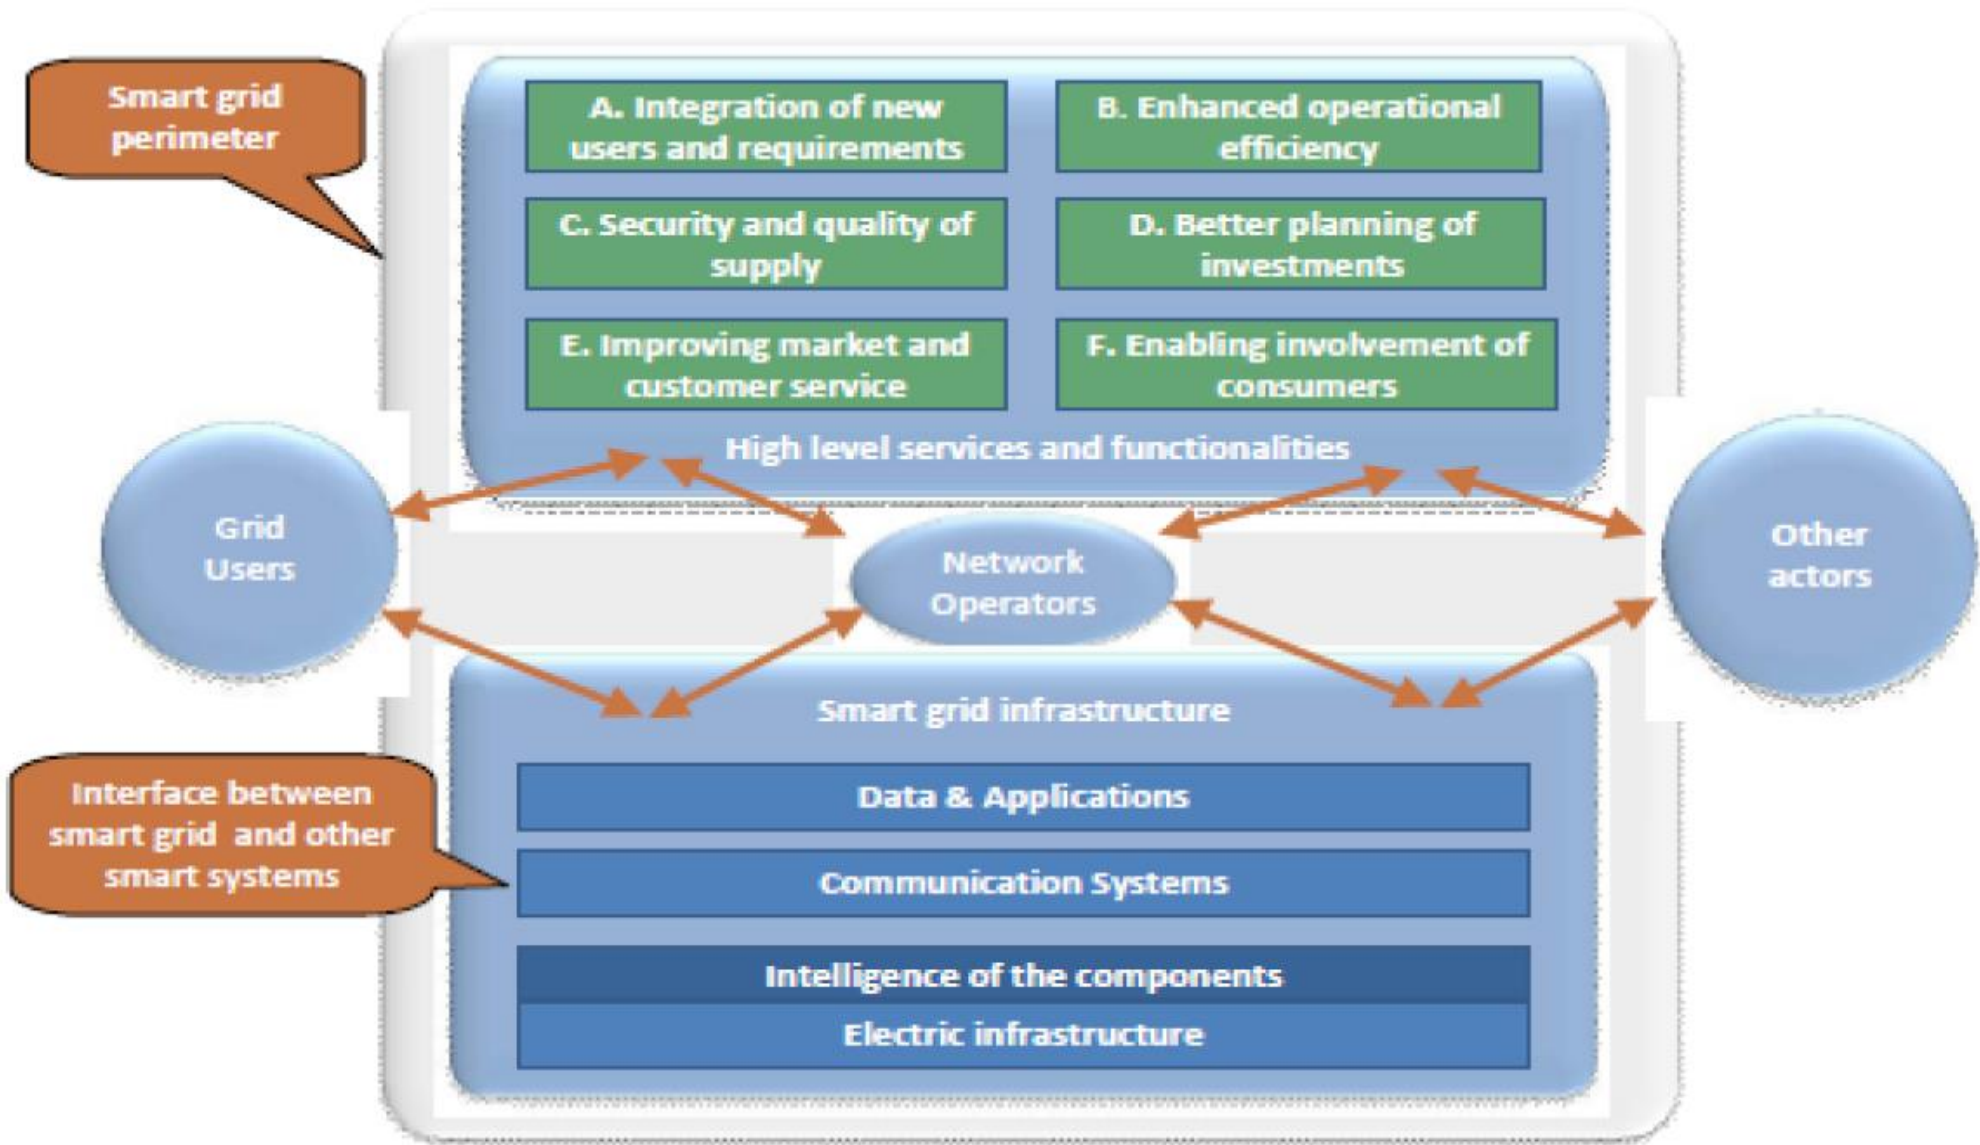 Smart grid
perimeter
A. Integration of new
users and requirements
B. Enhanced operational
efficiency
C. Security and quality of
supply
D. Better planning of
investments
E. Improving market and
customer service
F. Enabling involvement of
consumers
High level services and functionalities
Grid
Users
Network
Operators
Other
actors
Smart grid infrastructure
Interface between
smart grid and other
smart systems
Data & Applications
Communication Systems
Intelligence of the components
Electric infrastructure